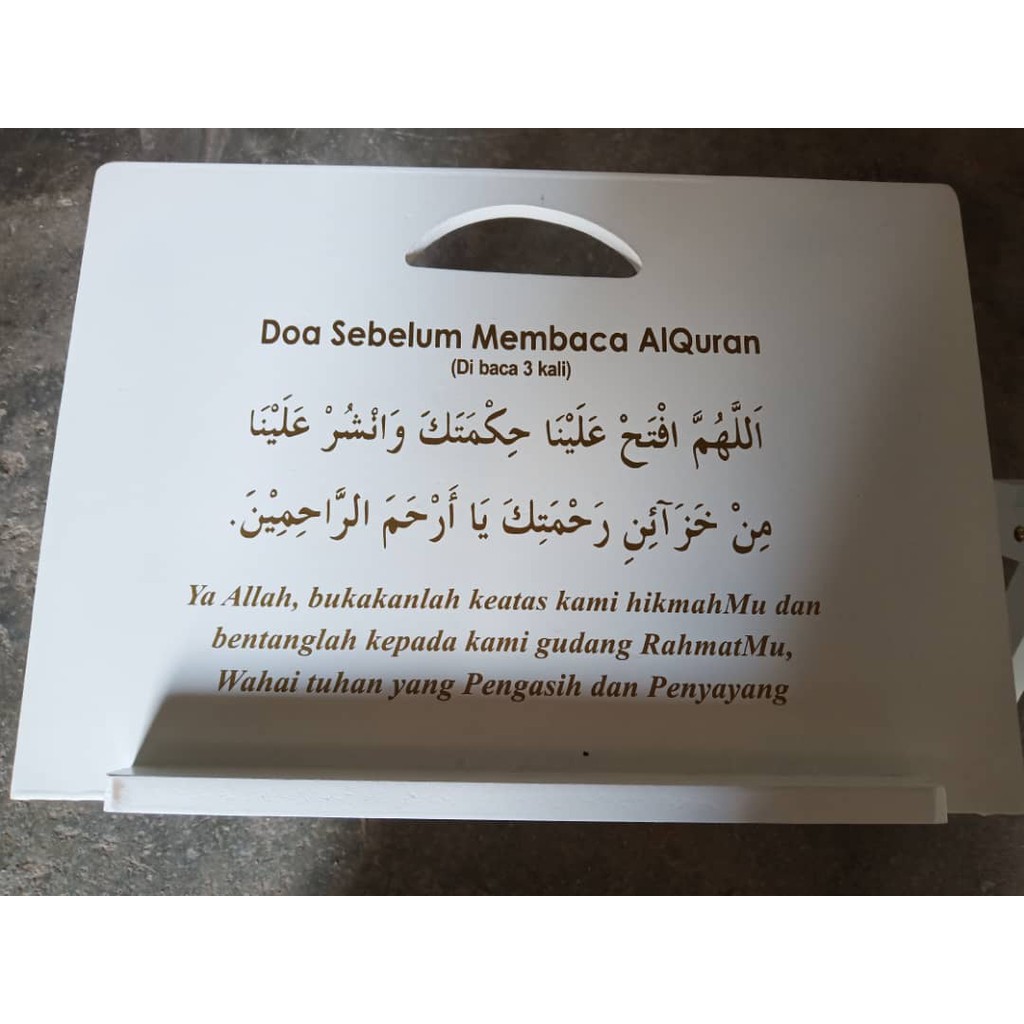 Doa Sebelum Membaca AlQuran
(Di baca 3 kali)
اَللَّهُمَّ افْتَحْ عَلَيْنَا حِكْمَتَكَ وَانْشُرْ عَلَيْنَا
مِنْ خَزَآئِنِ رَحْمَتِكَ يَا أَرْحَمَ الرَّاحِمِيْنَ.
Ya Allah, bukakanlah keatas kami hikmahMu dan
bentanglah kepada kami gudang RahmatMu,
Wahai tuhan yang Pengasih dan Penyayang